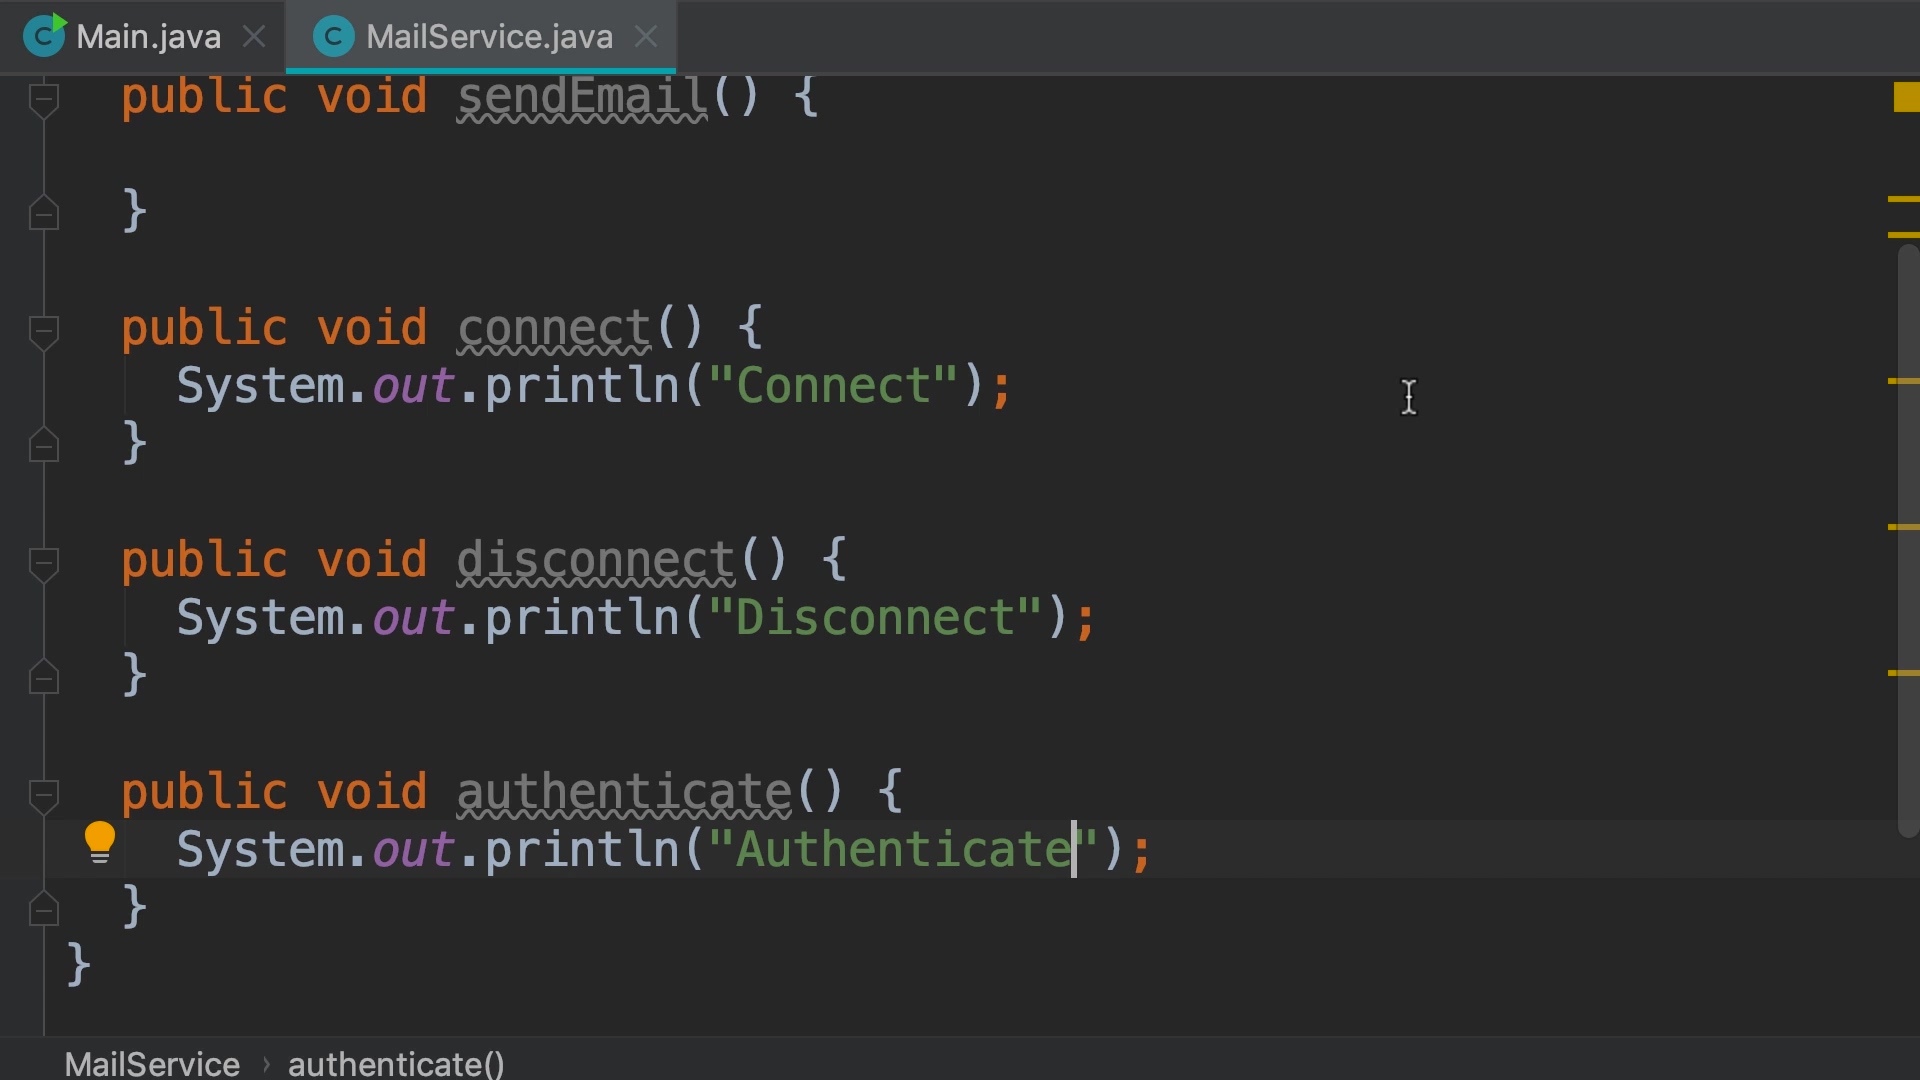 Main.java MailService.java
public void sendEmail() {
}
public void connect() {
System.out.println("Connect");
}
public void disconnect() {
System.out.println("Disconnect");
}
public void authenticate() {
System.out.println("Authenticate");
}
}
MailService › authenticate()